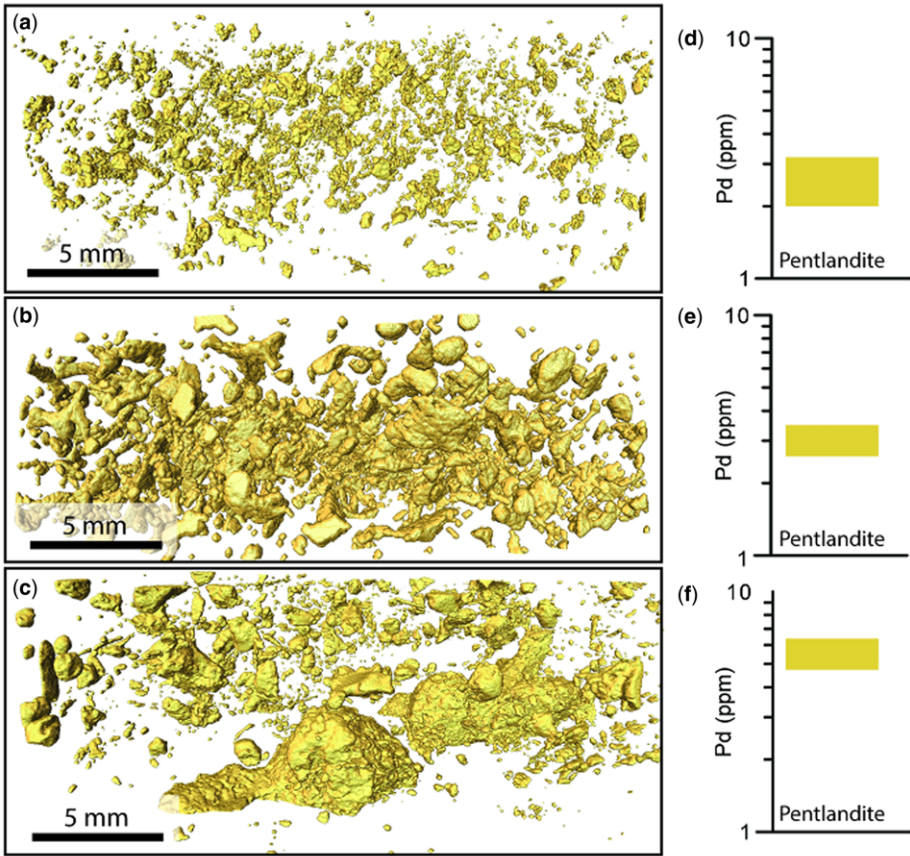 (a)
5 mm
(d)
10
Pd (ppm)
Pentlandite
1
(b)
5 mm
(e)
10
Pd (ppm)
Pentlandite
1
(c)
5 mm
(f)
10
Pd (ppm)
Pentlandite
1